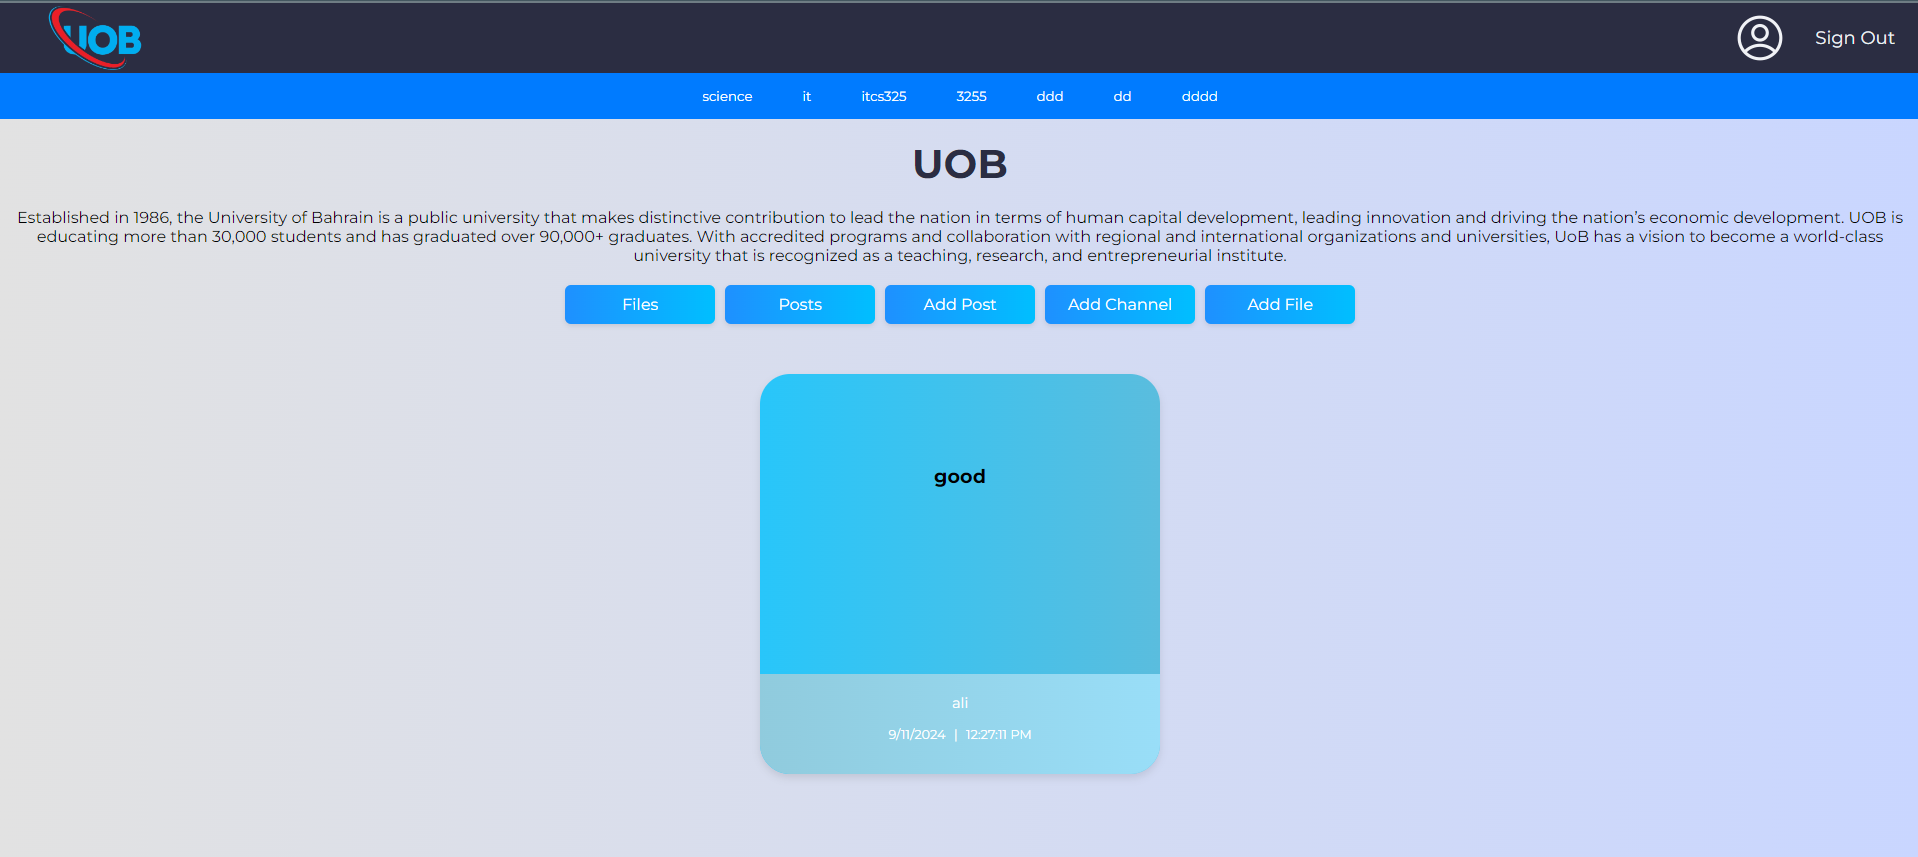 UOB
Sign Out
science it itcs325 3255 ddd dd dddd
UOB
Established in 1986, the University of Bahrain is a public university that makes distinctive contribution to lead the nation in terms of human capital development, leading innovation and driving the nation’s economic development. UOB is
educating more than 30,000 students and has graduated over 90,000+ graduates. With accredited programs and collaboration with regional and international organizations and universities, UoB has a vision to become a world-class
university that is recognized as a teaching, research, and entrepreneurial institute.
Files Posts Add Post Add Channel Add File
good
ali
9/11/2024 | 12:27:11 PM